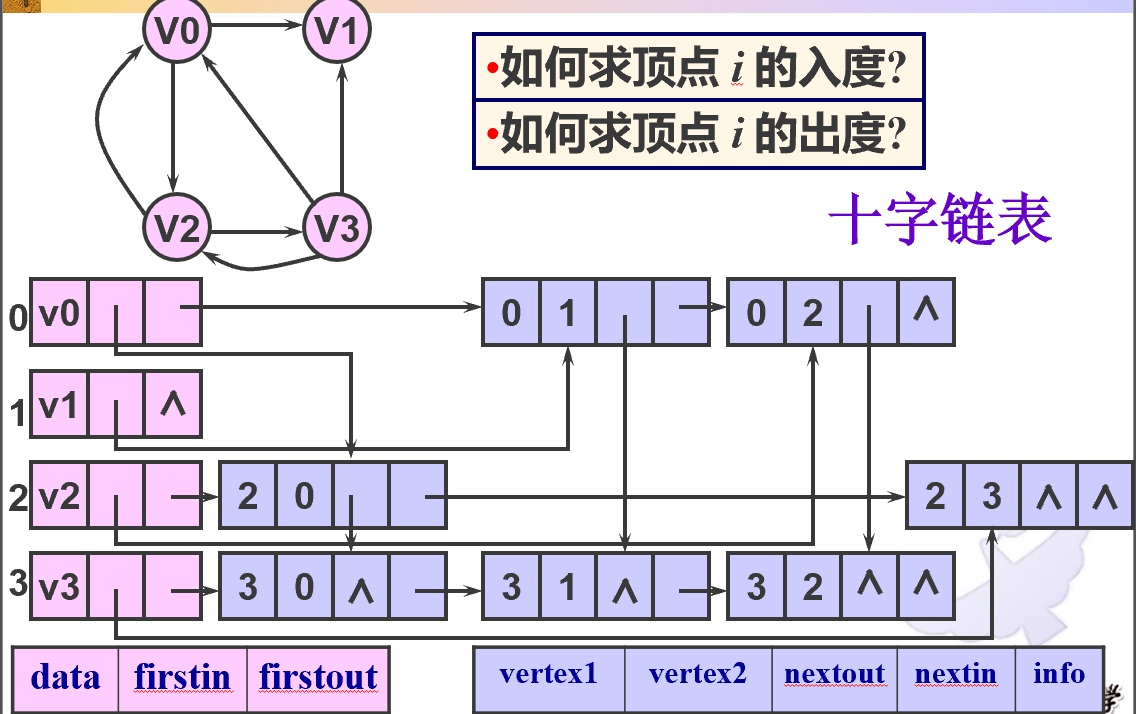 V0 V1
•如何求顶点 i 的入度?
•如何求顶点 i 的出度?
V2 V3
十字链表
0 v0 0 1 0 2 ∧
1 v1 ∧
2 v2 2 0 2 3 ∧ ∧
3 v3 3 0 ∧ 3 1 ∧ 3 2 ∧ ∧
data firstin firstout
vertex1 vertex2 nextout nextin info